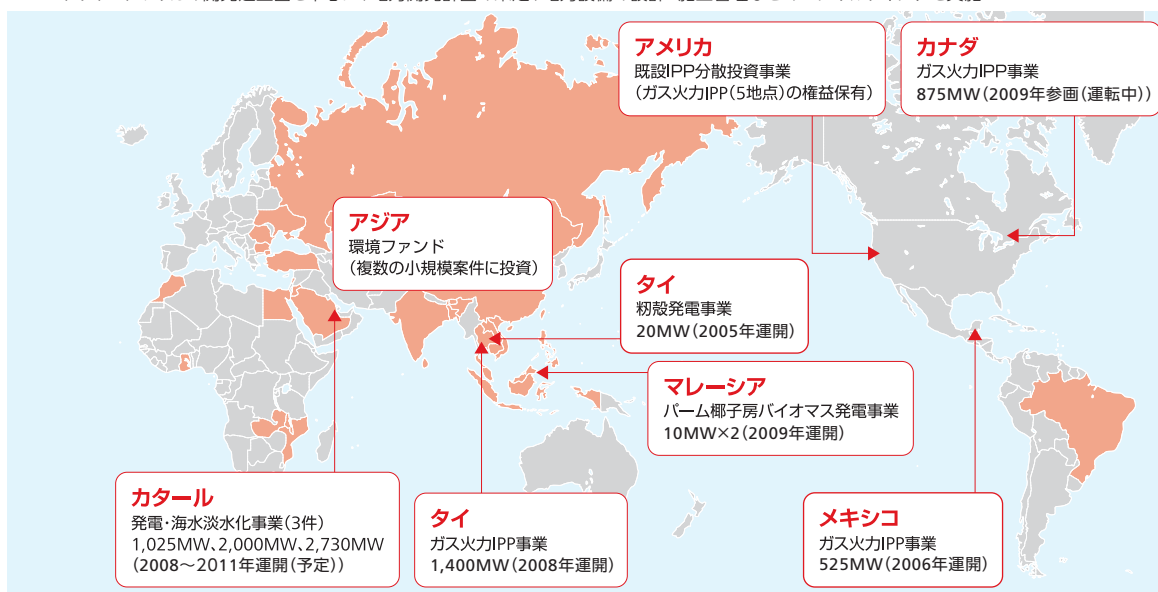 アメリカ
既設IPP分散投資事業
(ガス火力IPP(5地点)の権益保有)
カナダ
ガス火力IPP事業
875MW(2009年参画(運転中))
アジア
環境ファンド
(複数の小規模案件に投資)
タイ
籾殻発電事業
20MW(2005年運開)
マレーシア
パーム椰子房バイオマス発電事業
10MW×2(2009年運開)
カタール
発電・海水淡水化事業(3件)
1,025MW、2,000MW、2,730MW
(2008〜2011年運開(予定))
タイ
ガス火力IPP事業
1,400MW(2008年運開)
メキシコ
ガス火力IPP事業
525MW(2006年運開)